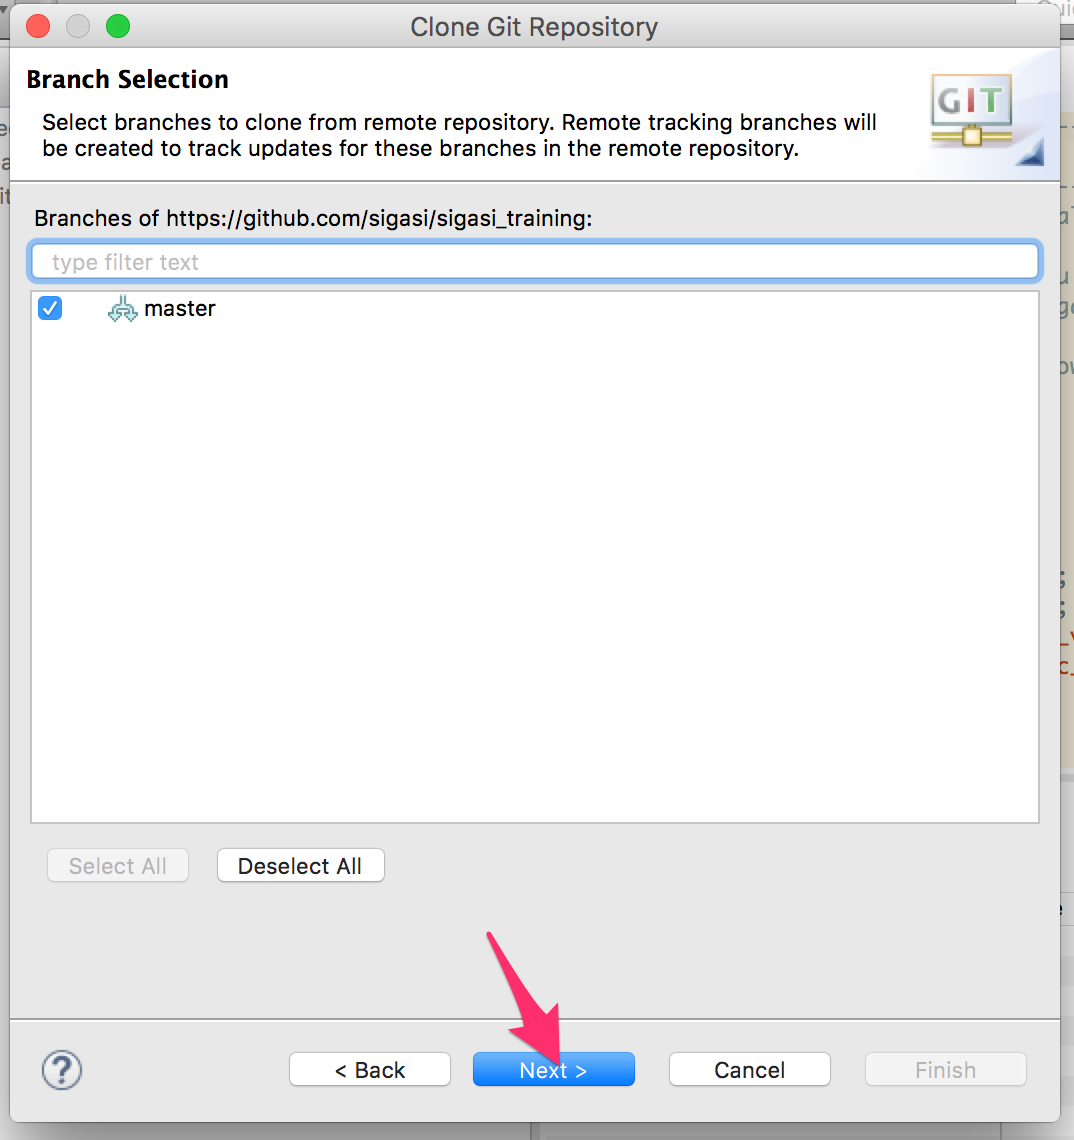 Clone Git Repository
Branch Selection
GIT
Select branches to clone from remote repository. Remote tracking branches will
be created to track updates for these branches in the remote repository.
Branches of https://github.com/sigasi/sigasi_training:
type filter text
master
Select All
Deselect All
?
< Back
Next >
Cancel
Finish